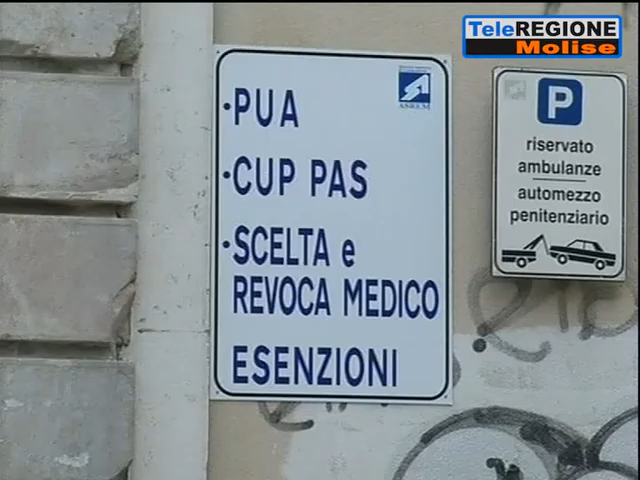 TeleREGIONE
Molise
•PUA
•CUP PAS
•SCELTA e
REVOCA MEDICO
ESENZIONI
P
riservato
ambulanze
automezzo
penitenziario